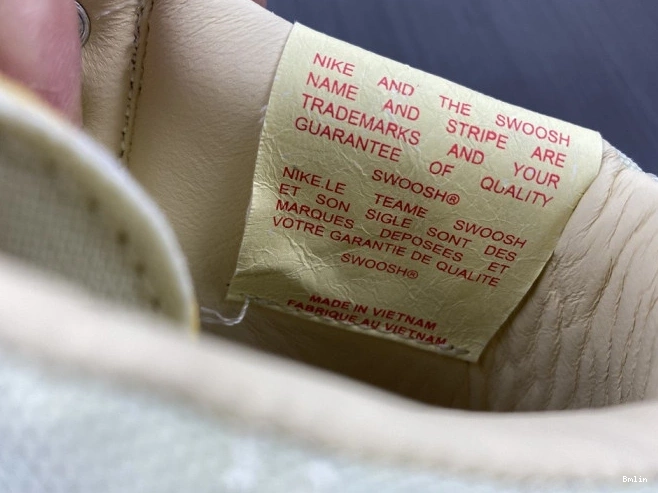 NIKE AND THE SWOOSH
NAME AND STRIPE ARE
TRADEMARKS AND YOUR
GUARANTEE OF QUALITY
SWOOSH®
NIKE.LE TEAME SWOOSH
ET SON SIGLE SONT DES
MARQUES DEPOSEES ET
VOTRE GARANTIE DE QUALITE
SWOOSH®
MADE IN VIETNAM
FABRIQUE AU VIETNAM
Bmlin